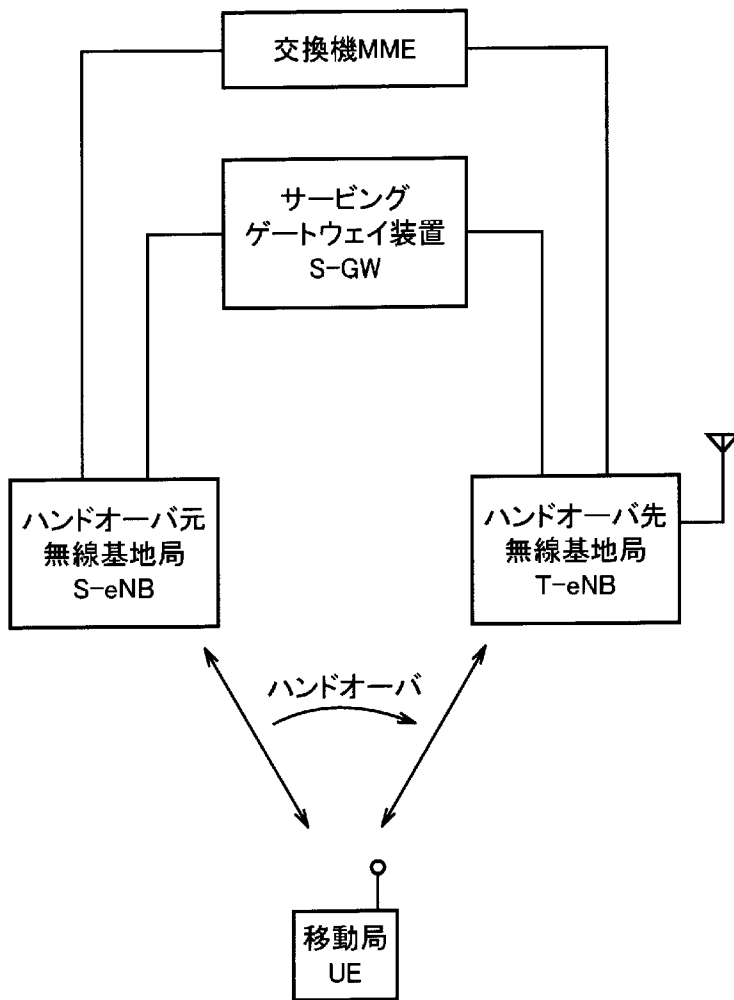 交換機MME
サービング
ゲートウェイ装置
S-GW
ハンドオーバ元
無線基地局
S-eNB
ハンドオーバ先
無線基地局
T-eNB
ハンドオーバ
移動局
UE